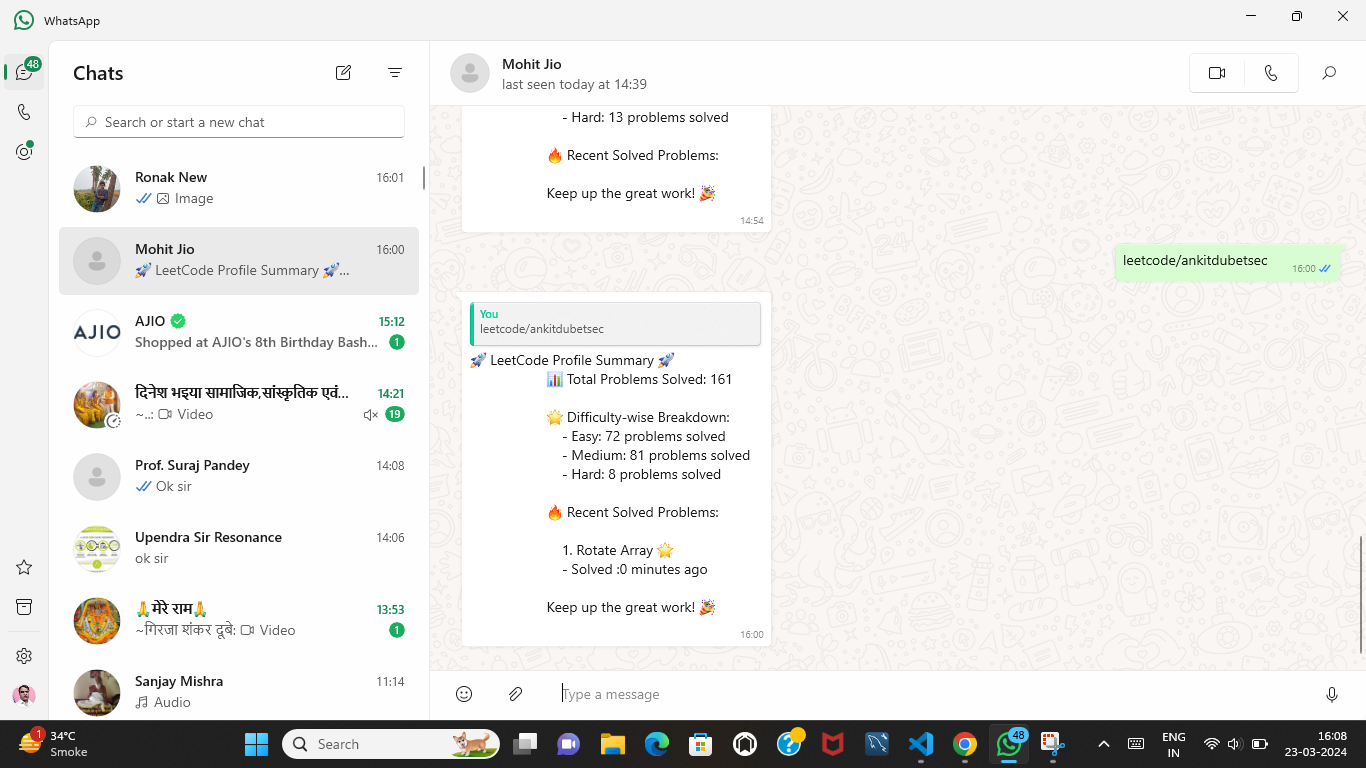 WhatsApp
48
Chats
Search or start a new chat
Ronak New 16:01
Image
Mohit Jio 16:00
🚀 LeetCode Profile Summary 🚀...
AJIO
AJIO 15:12
Shopped at AJIO's 8th Birthday Bash... 1
दिनेश भइया सामाजिक,सांस्कृतिक एवं... 14:21
~..: Video 19
Prof. Suraj Pandey 14:08
Ok sir
Upendra Sir Resonance 14:06
ok sir
🙏मेरे राम🙏 13:53
~गिरजा शंकर दूबे: Video 1
Sanjay Mishra 11:14
Audio
Mohit Jio
last seen today at 14:39
- Hard: 13 problems solved
🔥 Recent Solved Problems:
Keep up the great work! 🎉
14:54
leetcode/ankitdubetsec 16:00
You
leetcode/ankitdubetsec
🚀 LeetCode Profile Summary 🚀
📊 Total Problems Solved: 161
🌟 Difficulty-wise Breakdown:
- Easy: 72 problems solved
- Medium: 81 problems solved
- Hard: 8 problems solved
🔥 Recent Solved Problems:
1. Rotate Array 🌟
- Solved :0 minutes ago
Keep up the great work! 🎉
16:00
Type a message
1
34°C
Smoke
Search
48
ENG
IN
16:08
23-03-2024